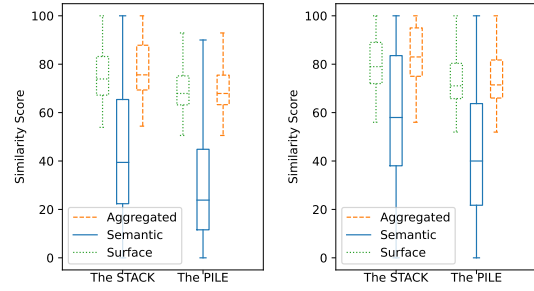 Similarity Score
100
80
60
40
20
0
Aggregated
Semantic
Surface
The STACK
The PILE
Similarity Score
100
80
60
40
20
0
Aggregated
Semantic
Surface
The STACK
The PILE